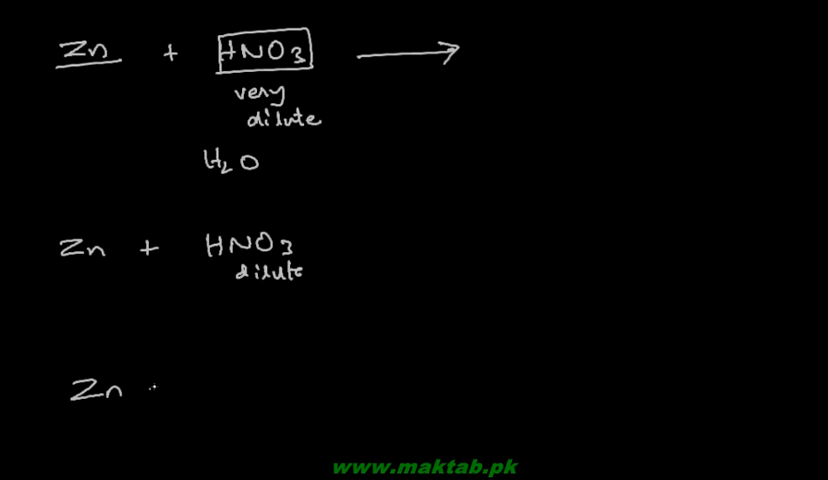 Zn + HNO3
very
dilute
H2O
Zn + HNO3
dilute
Zn
www.maktab.pk